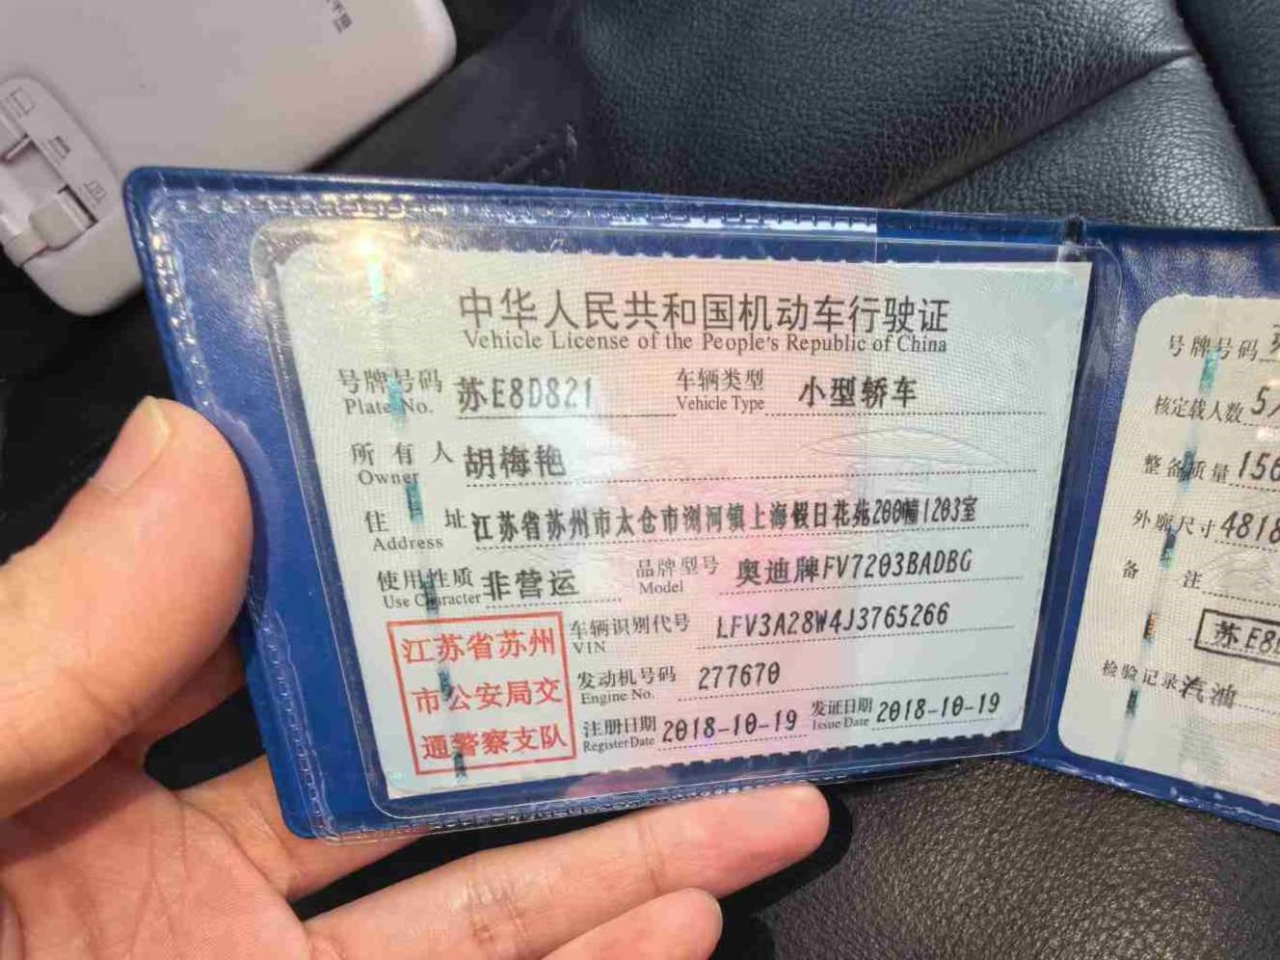 中华人民共和国机动车行驶证
Vehicle License of the People's Republic of China
号牌号码 苏E8D821 车辆类型 小型轿车
Plate No. Vehicle Type
所有人 胡梅艳
Owner
住址 江苏省苏州市太仓市浏河镇上海假日花苑200幢1203室
Address
使用性质 非营运 品牌型号 奥迪牌FV7203BADBG
Use Character Model
车辆识别代号 LFV3A28W4J3765266
VIN
发动机号码 277670
Engine No.
注册日期 2018-10-19 发证日期 2018-10-19
Register Date Issue Date
江苏省苏州
市公安局交
通警察支队
号牌号码
核定载人数 5
整备质量 156
外廓尺寸 4818
备注
苏E8
检验记录 汽油